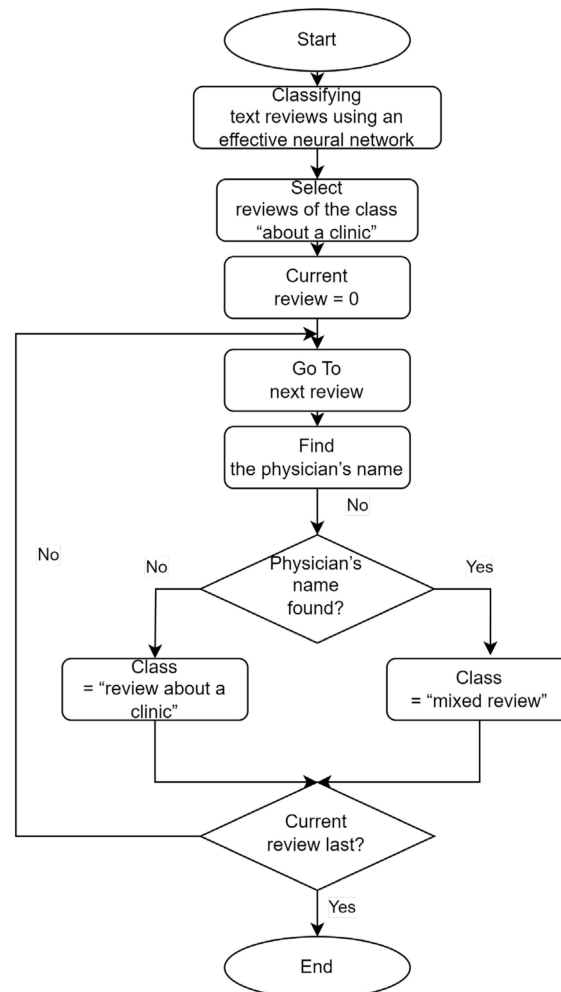 Start
Classifying
text reviews using an
effective neural network
Select
reviews of the class
“about a clinic”
Current
review = 0
Go To
next review
Find
the physician’s name
No
No
No
Physician’s
name
found?
Yes
Class
= “review about a
clinic”
Class
= “mixed review”
Current
review last?
Yes
End